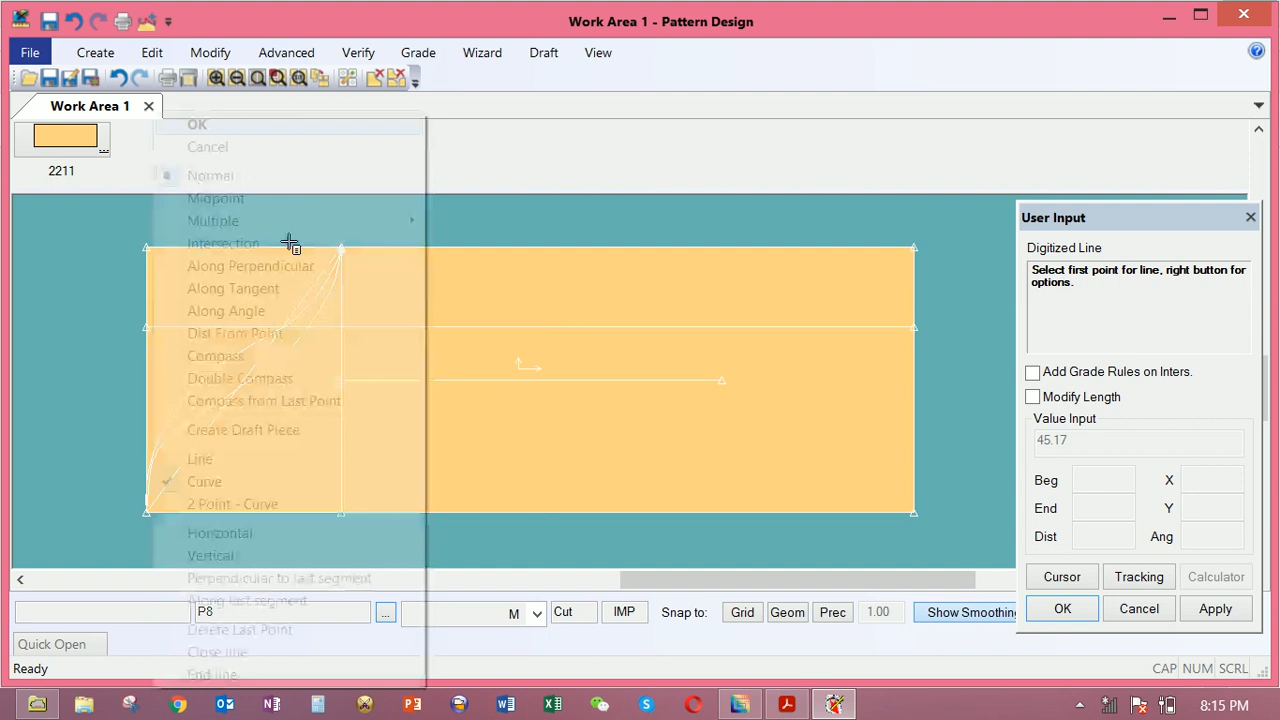 Work Area 1 - Pattern Design
File Create Edit Modify Advanced Verify Grade Wizard Draft View
Work Area 1
2211
OK
Cancel
Normal
Midpoint
Multiple
Intersection
Along Perpendicular
Along Tangent
Along Angle
Dist From Point
Compass
Double Compass
Compass from Last Point
Create Draft Piece
Line
Curve
2 Point - Curve
Horizontal
Vertical
Perpendicular to last segment
Along last segment
Delete Last Point
Close line
End line
User Input
Digitized Line
Select first point for line, right button for
options.
Add Grade Rules on Inters.
Modify Length
Value Input
45.17
Beg X
End Y
Dist Ang
Cursor Tracking Calculator
OK Cancel Apply
P8 ... M Cut IMP Snap to: Grid Geom Prec 1.00 Show Smoothing
Quick Open
Ready CAP NUM SCRL
8:15 PM